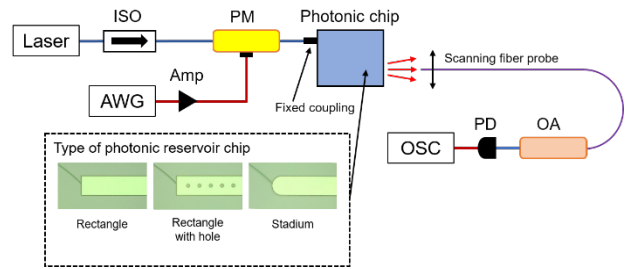 ISO
PM
Photonic chip
Laser
Scanning fiber probe
Amp
AWG
Fixed coupling
PD
OA
OSC
Type of photonic reservoir chip
Rectangle
Rectangle
with hole
Stadium